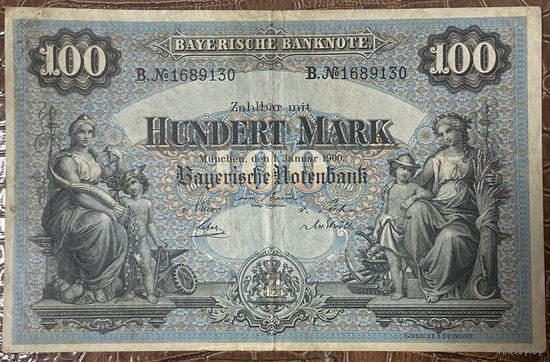 100 BAYERISCHE BANKNOTE. 100
B.No1689130 B.No1689130
Zahlbar mit
HUNDERT MARK
München, den 1. Januar 1900.
Bayerische Notenbank
GIESECKE & DEVRIENT